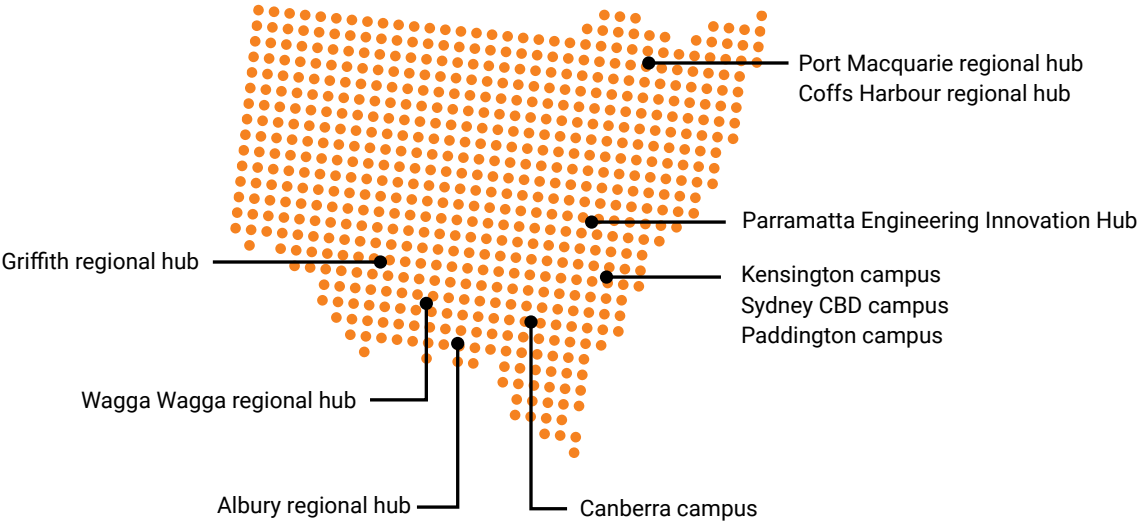 Port Macquarie regional hub
Coffs Harbour regional hub
Parramatta Engineering Innovation Hub
Griffith regional hub
Kensington campus
Sydney CBD campus
Paddington campus
Wagga Wagga regional hub
Albury regional hub
Canberra campus